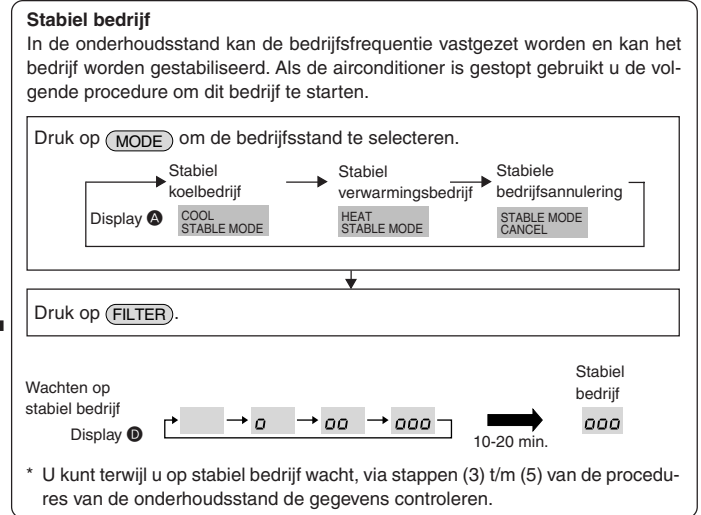 Stabiel bedrijf
In de onderhoudsstand kan de bedrijfsfrequentie vastgezet worden en kan het
bedrijf worden gestabiliseerd. Als de airconditioner is gestopt gebruikt u de vol-
gende procedure om dit bedrijf te starten.
Druk op MODE om de bedrijfsstand te selecteren.
Stabiel
koelbedrijf
Stabiel
verwarmingsbedrijf
Stabiele
bedrijfsannulering
Display A
COOL
STABLE MODE
HEAT
STABLE MODE
STABLE MODE
CANCEL
Druk op FILTER.
Wachten op
stabiel bedrijf
Display D
o
oo
ooo
10-20 min.
Stabiel
bedrijf
ooo
* U kunt terwijl u op stabiel bedrijf wacht, via stappen (3) t/m (5) van de procedu-
res van de onderhoudsstand de gegevens controleren.